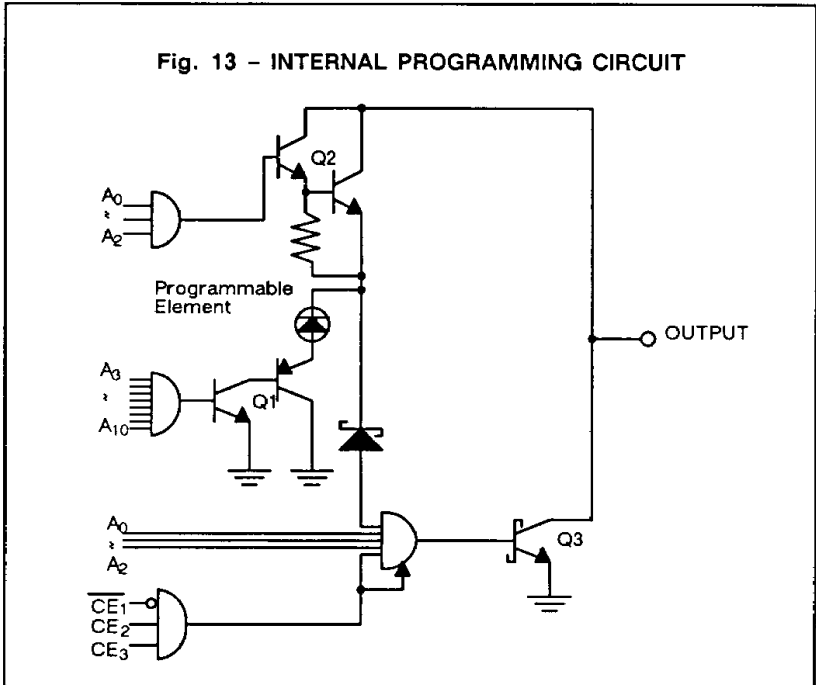 Fig. 13 – INTERNAL PROGRAMMING CIRCUIT
Q2
A0
~
A2
Programmable
Element
OUTPUT
A3
~
A10
Q1
A0
~
A2
Q3
C̅E̅1̅
CE2
CE3